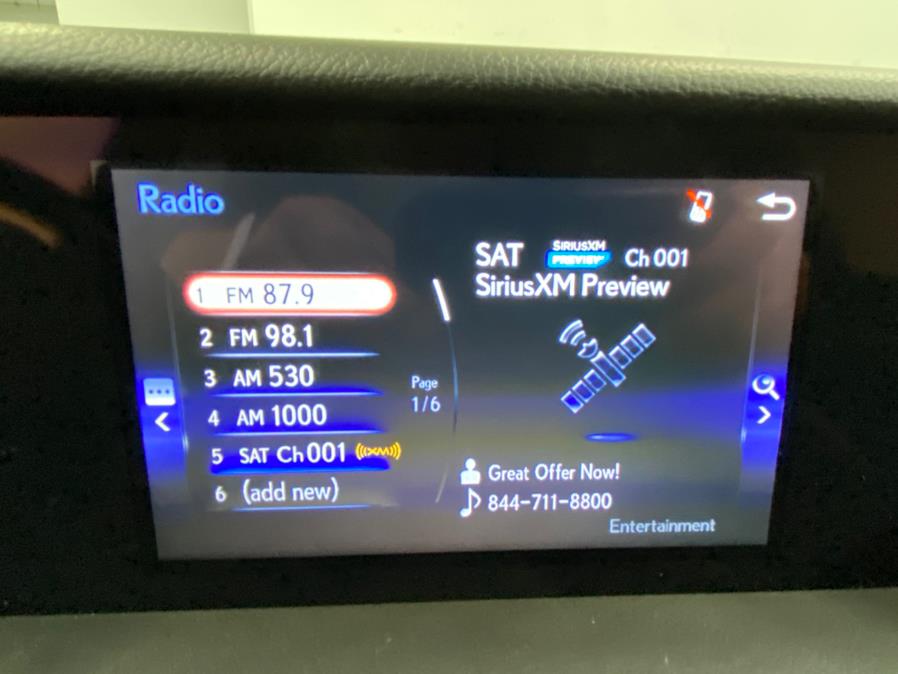 Radio
SAT SIRIUSXM PREVIEW Ch 001
SiriusXM Preview
1 FM 87.9
2 FM 98.1
3 AM 530
4 AM 1000
5 SAT Ch 001 ((XM))
6 (add new)
Page
1/6
Great Offer Now!
844-711-8800
Entertainment